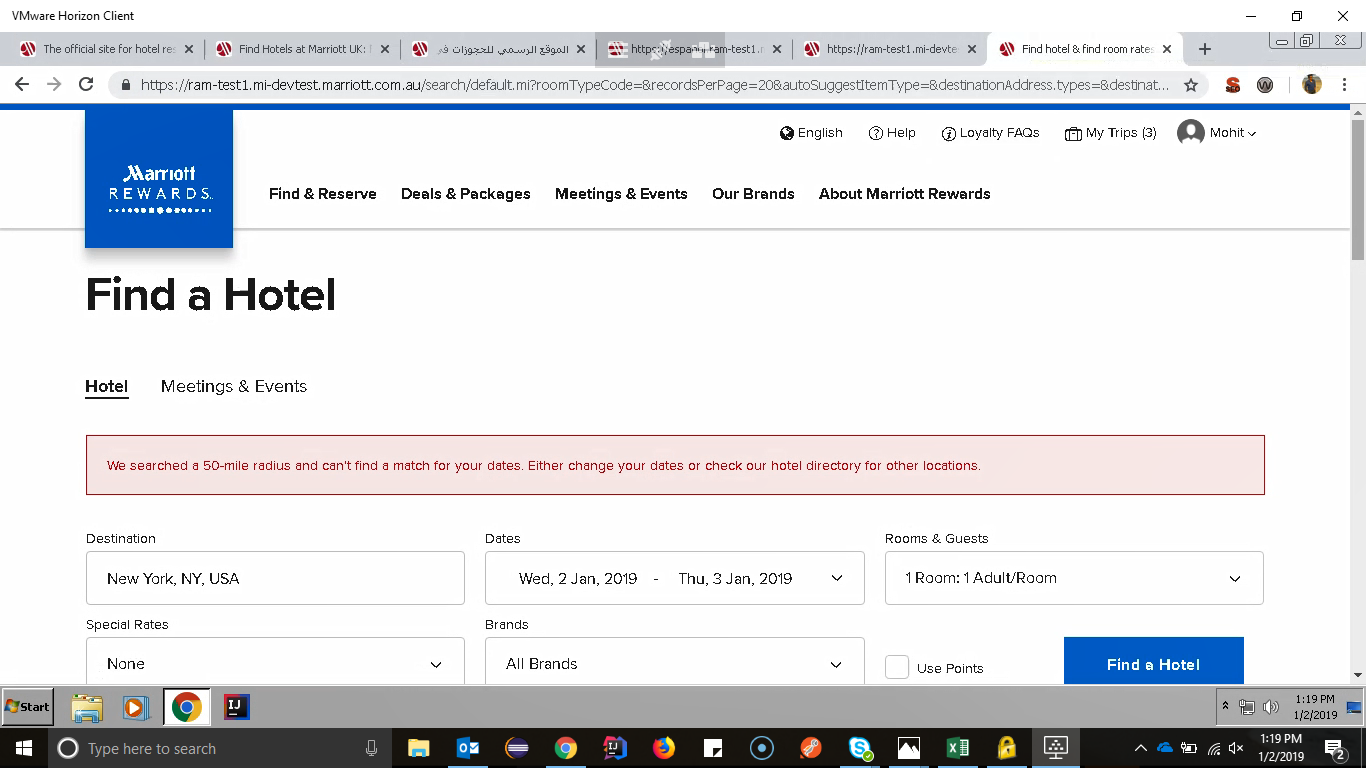 VMware Horizon Client
The official site for hotel res
Find Hotels at Marriott UK:
الموقع الرسمي للحجوزات في
ram-test1.
https://ram-test1.mi-devte
Find hotel & find room rates
https://ram-test1.mi-devtest.marriott.com.au/search/default.mi?roomTypeCode=&recordsPerPage=20&autoSuggestItemType=&destinationAddress.types=&destinat...
English
Help
Loyalty FAQs
My Trips (3)
Mohit
Marriott
REWARDS.
Find & Reserve
Deals & Packages
Meetings & Events
Our Brands
About Marriott Rewards
Find a Hotel
Hotel
Meetings & Events
We searched a 50-mile radius and can't find a match for your dates. Either change your dates or check our hotel directory for other locations.
Destination
Dates
Rooms & Guests
New York, NY, USA
Wed, 2 Jan, 2019 - Thu, 3 Jan, 2019
1 Room: 1 Adult/Room
Special Rates
Brands
None
All Brands
Use Points
Find a Hotel
Start
1:19 PM
1/2/2019
Type here to search
1:19 PM
1/2/2019
2